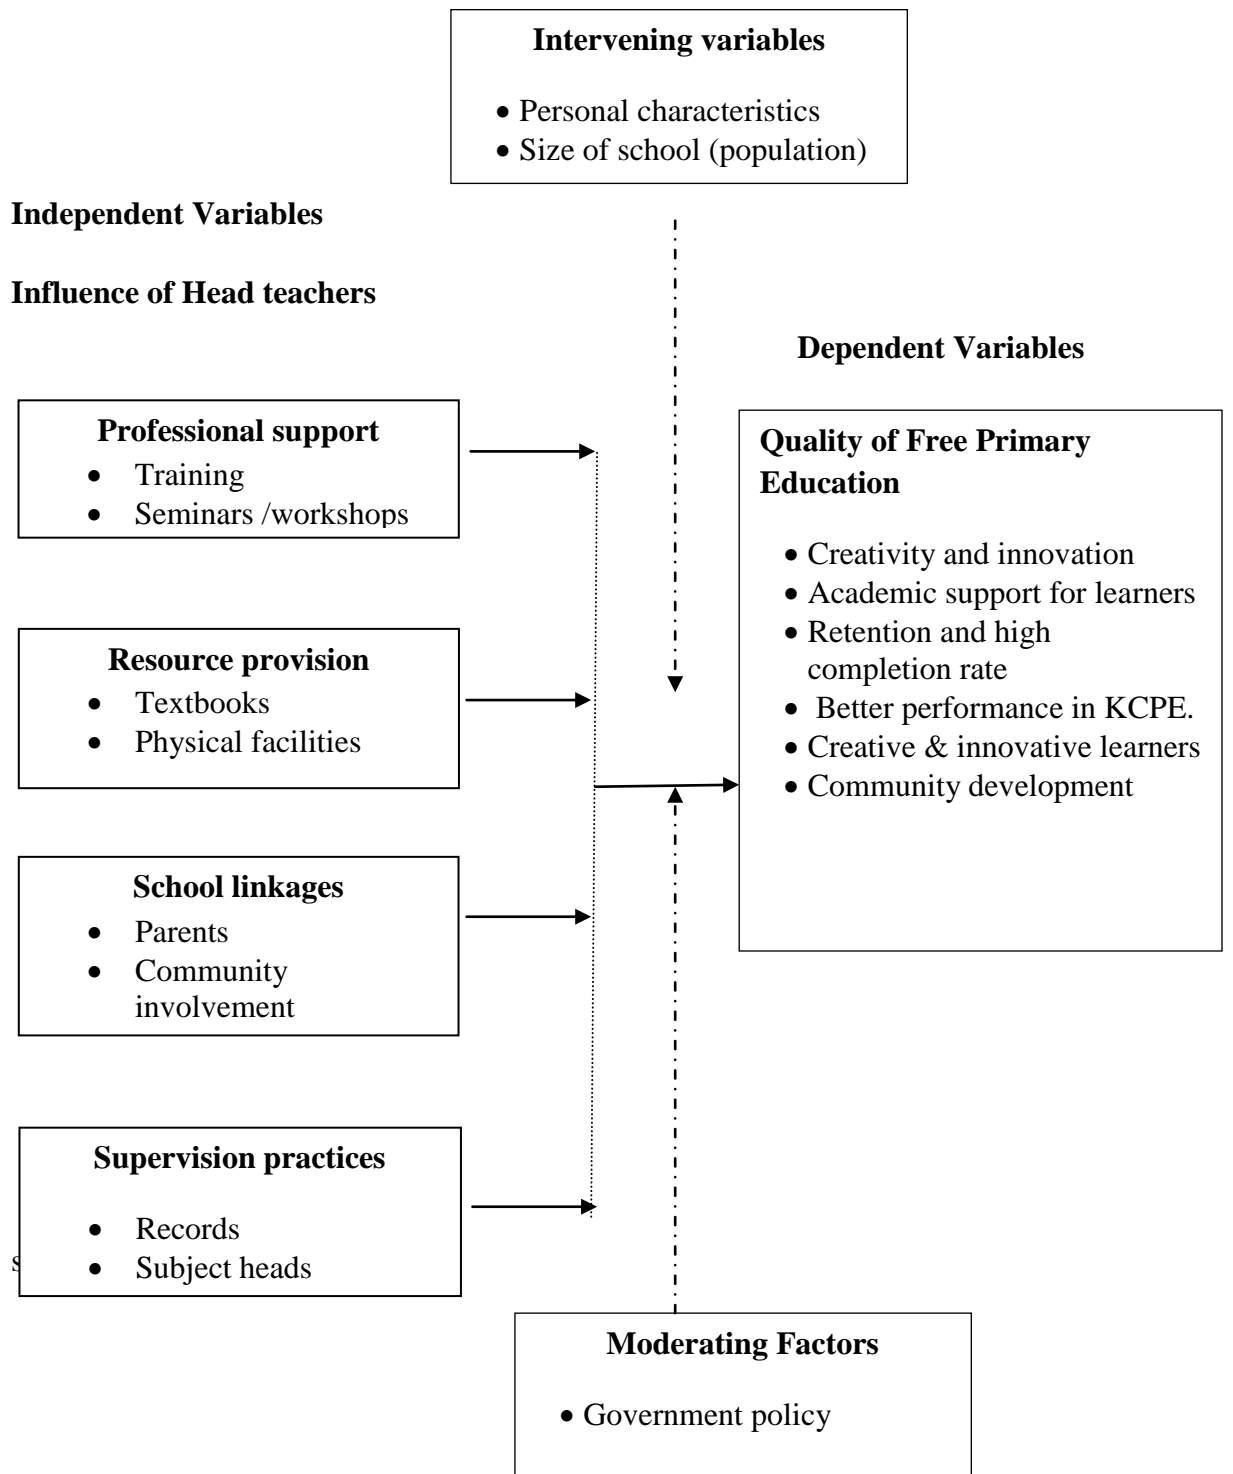 Intervening variables
• Personal characteristics
• Size of school (population)
Independent Variables
Influence of Head teachers
Dependent Variables
Professional support
• Training
• Seminars /workshops
Resource provision
• Textbooks
• Physical facilities
School linkages
• Parents
• Community
involvement
Supervision practices
• Records
• Subject heads
Quality of Free Primary
Education
• Creativity and innovation
• Academic support for learners
• Retention and high
completion rate
• Better performance in KCPE.
• Creative & innovative learners
• Community development
Moderating Factors
• Government policy